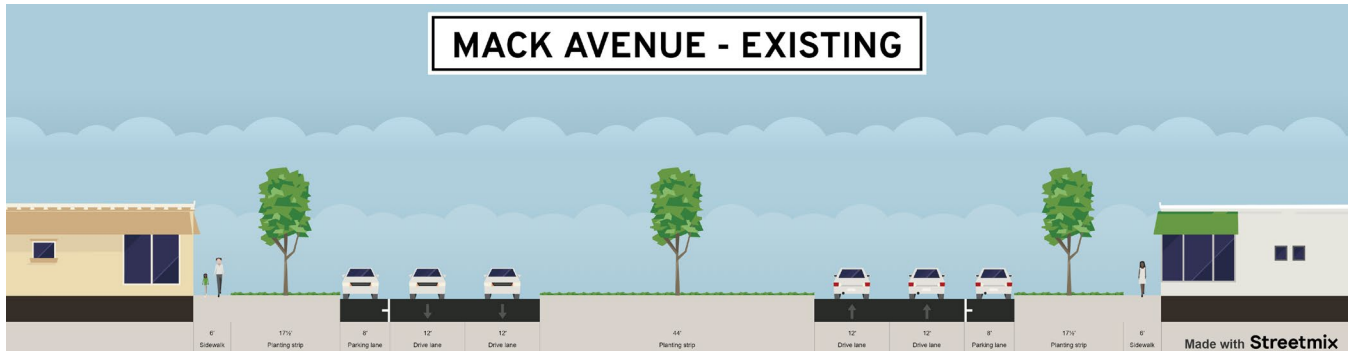 MACK AVENUE - EXISTING
6' 17½' 8' 12' 12' 44' 12' 12' 8' 17½' 6'
Sidewalk Planting strip Parking lane Drive lane Drive lane Planting strip Drive lane Drive lane Parking lane Planting strip Sidewalk
Made with Streetmix